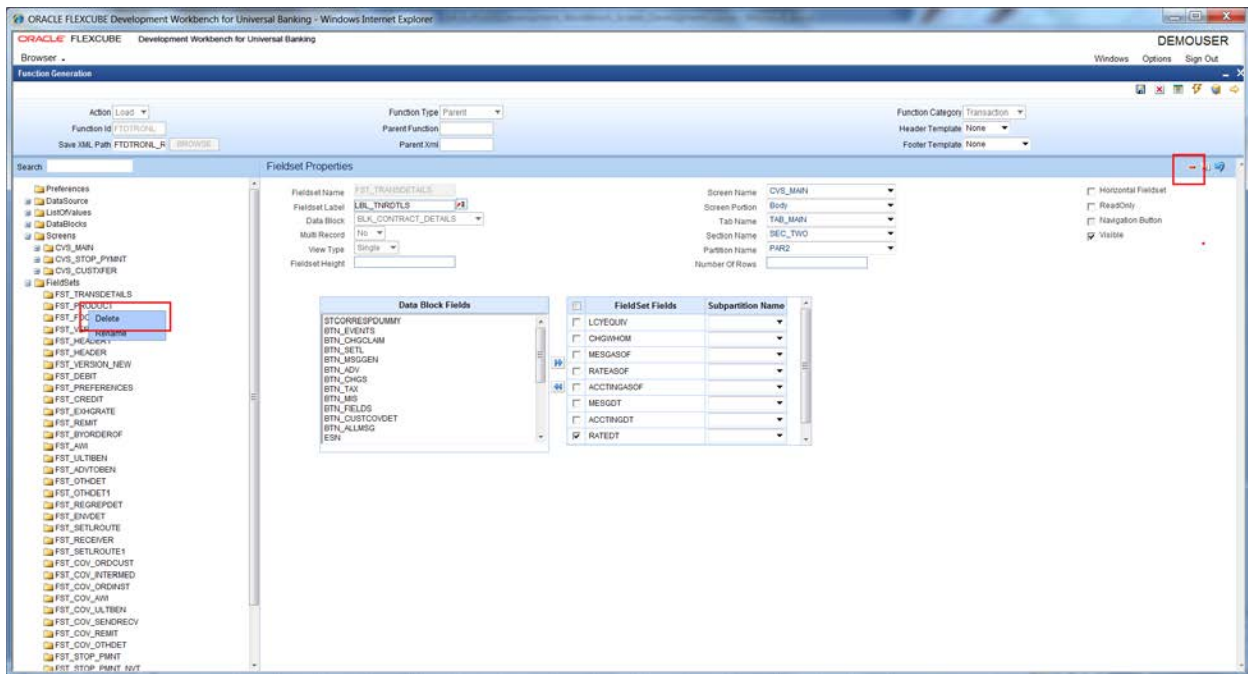 ORACLE FLEXCUBE Development Workbench for Universal Banking - Windows Internet Explorer
ORACLE FLEXCUBE Development Workbench for Universal Banking
DEMOUSER
Browser
Windows Options Sign Out
Function Generation
Action Load
Function Type Parent
Function Category Transaction
Function Id FTDTRONL
Parent Function
Header Template None
Save XML Path FTDTRONL_R BROWSE
Parent Xml
Footer Template None
Search
Fieldset Properties
Preferences
DataSource
ListOfValues
DataBlocks
Screens
CVS_MAIN
CVS_STOP_PYMNT
CVS_CUSTXFER
FieldSets
FST_TRANSDETAILS
FST_PRODUCT
Delete
Rename
FST_HEADER1
FST_HEADER
FST_VERSION_NEW
FST_DEBIT
FST_PREFERENCES
FST_CREDIT
FST_EXHGRATE
FST_REMIT
FST_BYORDEROF
FST_AWI
FST_ULTIBEN
FST_ADVTOBEN
FST_OTHDET
FST_OTHDET1
FST_REGREPDET
FST_ENVDET
FST_SETLROUTE
FST_RECEIVER
FST_SETLROUTE1
FST_COV_ORDCUST
FST_COV_INTERMED
FST_COV_ORDINST
FST_COV_AWI
FST_COV_ULTBEN
FST_COV_SENDRECV
FST_COV_REMIT
FST_COV_OTHDET
FST_STOP_PMNT
FST_STOP_PMNT_NVT
Fieldset Name FST_TRANSDETAILS
Fieldset Label LBL_TNRDTLS
Data Block BLK_CONTRACT_DETAILS
Multi Record No
View Type Single
Fieldset Height
Screen Name CVS_MAIN
Screen Portion Body
Tab Name TAB_MAIN
Section Name SEC_TWO
Partition Name PAR2
Number Of Rows
Horizontal Fieldset
ReadOnly
Navigation Button
Visible
Data Block Fields
STCORRESPDUMMY
BTN_EVENTS
BTN_CHGCLAIM
BTN_SETL
BTN_MSGGEN
BTN_ADV
BTN_CHGS
BTN_TAX
BTN_MIS
BTN_FIELDS
BTN_CUSTCOVDET
BTN_ALLMSG
ESN
FieldSet Fields Subpartition Name
LCYEQUIV
CHGWHOM
MESGASOF
RATEASOF
ACCTINGASOF
MESGDT
ACCTINGDT
RATEDT